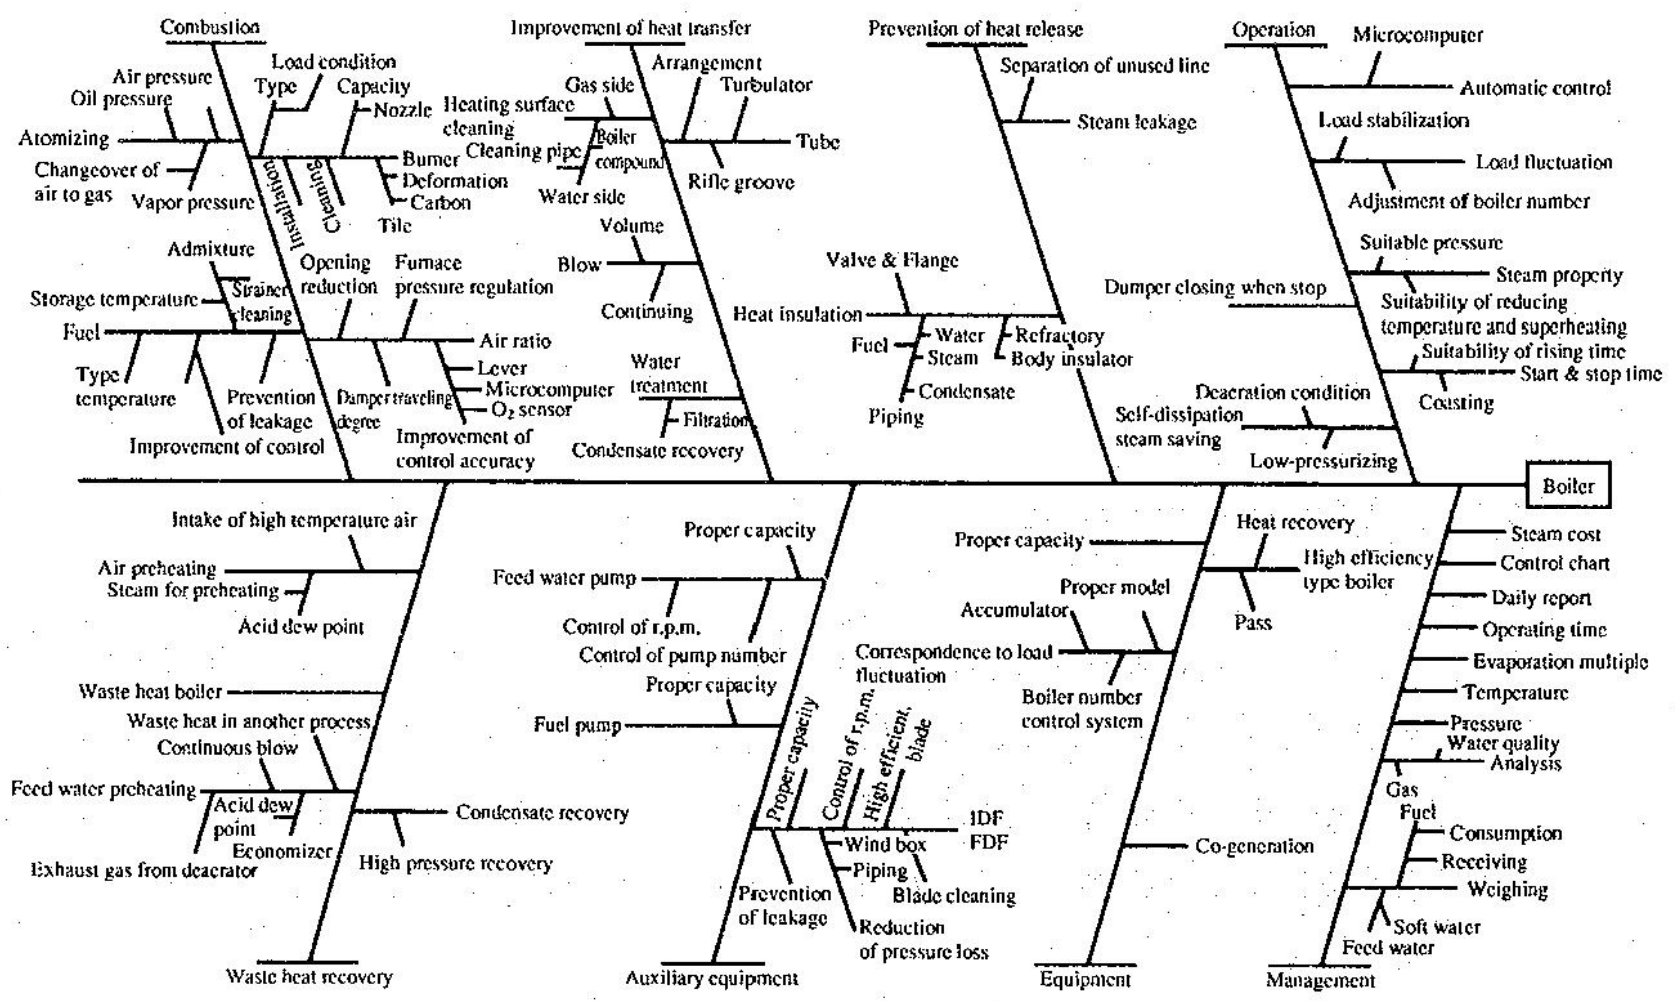 Combustion
Air pressure
Oil pressure
Atomizing
Changeover of
air to gas
Vapor pressure
Load condition
Type
Capacity
Nozzle
Burner
Deformation
Carbon
Tile
Installation
Cleaning
Admixture
Storage temperature
Strainer
cleaning
Fuel
Type
temperature
Prevention
of leakage
Improvement of control
Opening
reduction
Furnace
pressure regulation
Air ratio
Lever
Microcomputer
O₂ sensor
Damper traveling
degree
Improvement of
control accuracy
Improvement of heat transfer
Gas side
Heating surface
cleaning
Cleaning pipe
Boiler
compound
Water side
Arrangement
Turbulator
Tube
Rifle groove
Volume
Blow
Continuing
Water
treatment
Filtration
Condensate recovery
Prevention of heat release
Separation of unused line
Steam leakage
Valve & Flange
Heat insulation
Fuel
Water
Steam
Condensate
Piping
Refractory
Body insulator
Operation
Microcomputer
Automatic control
Load stabilization
Load fluctuation
Adjustment of boiler number
Suitable pressure
Steam property
Suitability of reducing
temperature and superheating
Dumper closing when stop
Suitability of rising time
Start & stop time
Coasting
Deaeration condition
Self-dissipation
steam saving
Low-pressurizing
Boiler
Intake of high temperature air
Air preheating
Steam for preheating
Acid dew point
Waste heat boiler
Waste heat in another process
Continuous blow
Feed water preheating
Acid dew
point
Economizer
Exhaust gas from deaerator
Condensate recovery
High pressure recovery
Waste heat recovery
Proper capacity
Feed water pump
Control of r.p.m.
Control of pump number
Proper capacity
Fuel pump
Proper capacity
Control of r.p.m.
High efficient,
blade
IDF
FDF
Wind box
Piping
Blade cleaning
Prevention
of leakage
Reduction
of pressure loss
Auxiliary equipment
Proper capacity
Heat recovery
High efficiency
type boiler
Pass
Proper model
Accumulator
Correspondence to load
fluctuation
Boiler number
control system
Co-generation
Equipment
Steam cost
Control chart
Daily report
Operating time
Evaporation multiple
Temperature
Pressure
Water quality
Analysis
Gas
Fuel
Consumption
Receiving
Weighing
Soft water
Feed water
Management